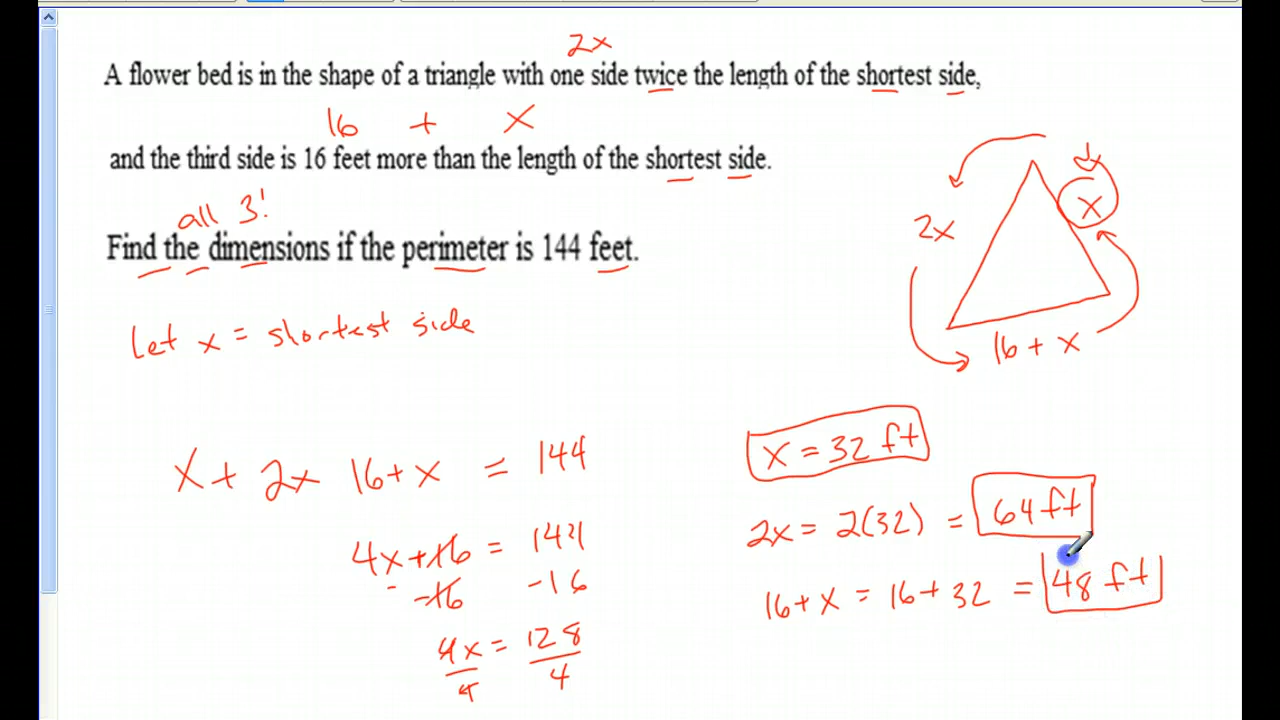 2x
A flower bed is in the shape of a triangle with one side twice the length of the shortest side,
16 + x
and the third side is 16 feet more than the length of the shortest side.
all 3!
Find the dimensions if the perimeter is 144 feet.
Let x = shortest side
x
2x
16 + x
x + 2x 16 + x = 144
4x + 16 = 144
-16 -16
4x = 128
4 4
x = 32 ft
2x = 2(32) = 64 ft
16 + x = 16 + 32 = 48 ft